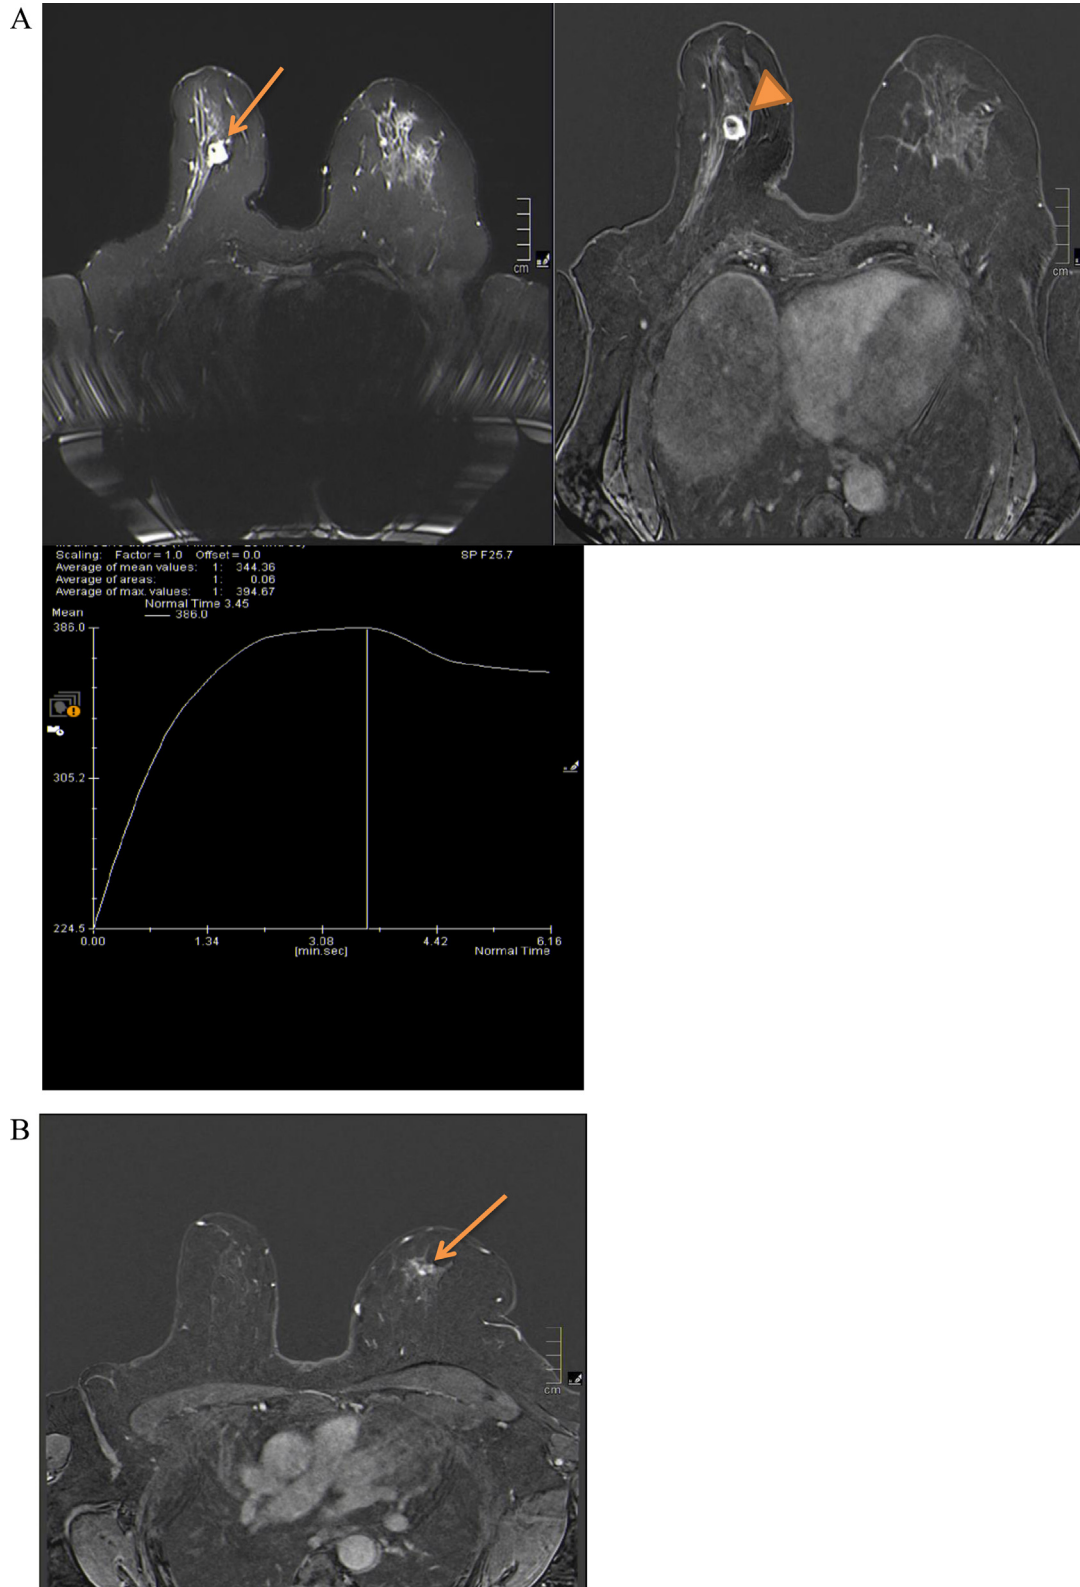 A
cm
cm
Scaling: Factor = 1.0 Offset = 0.0
SP F25.7
Average of mean values: 1: 344.36
Average of areas: 1: 0.06
Average of max. values: 1: 394.67
Normal Time 3.45
Mean
386.0
386.0
305.2
224.5
0.00 1.34 3.08 4.42 6.16
[min.sec]
Normal Time
B
cm